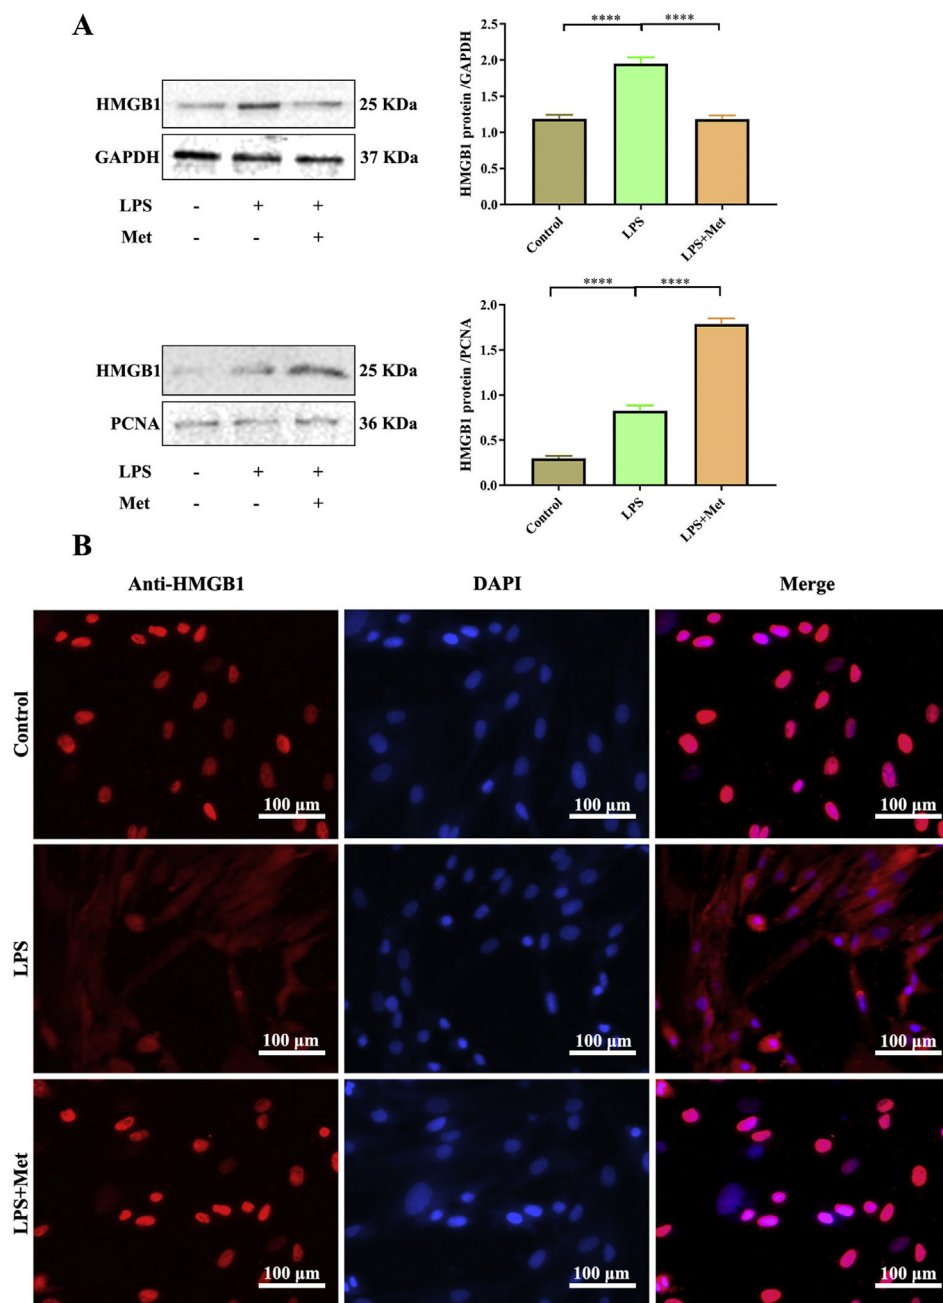 A
HMGB1
25 KDa
GAPDH
37 KDa
LPS - + +
Met - - +
**** ****
HMGB1 protein /GAPDH
2.5
2.0
1.5
1.0
0.5
0.0
Control
LPS
LPS+Met
HMGB1
25 KDa
PCNA
36 KDa
LPS - + +
Met - - +
**** ****
HMGB1 protein /PCNA
2.0
1.5
1.0
0.5
0.0
Control
LPS
LPS+Met
B
Anti-HMGB1 DAPI Merge
Control
100 μm 100 μm 100 μm
LPS
100 μm 100 μm 100 μm
LPS+Met
100 μm 100 μm 100 μm